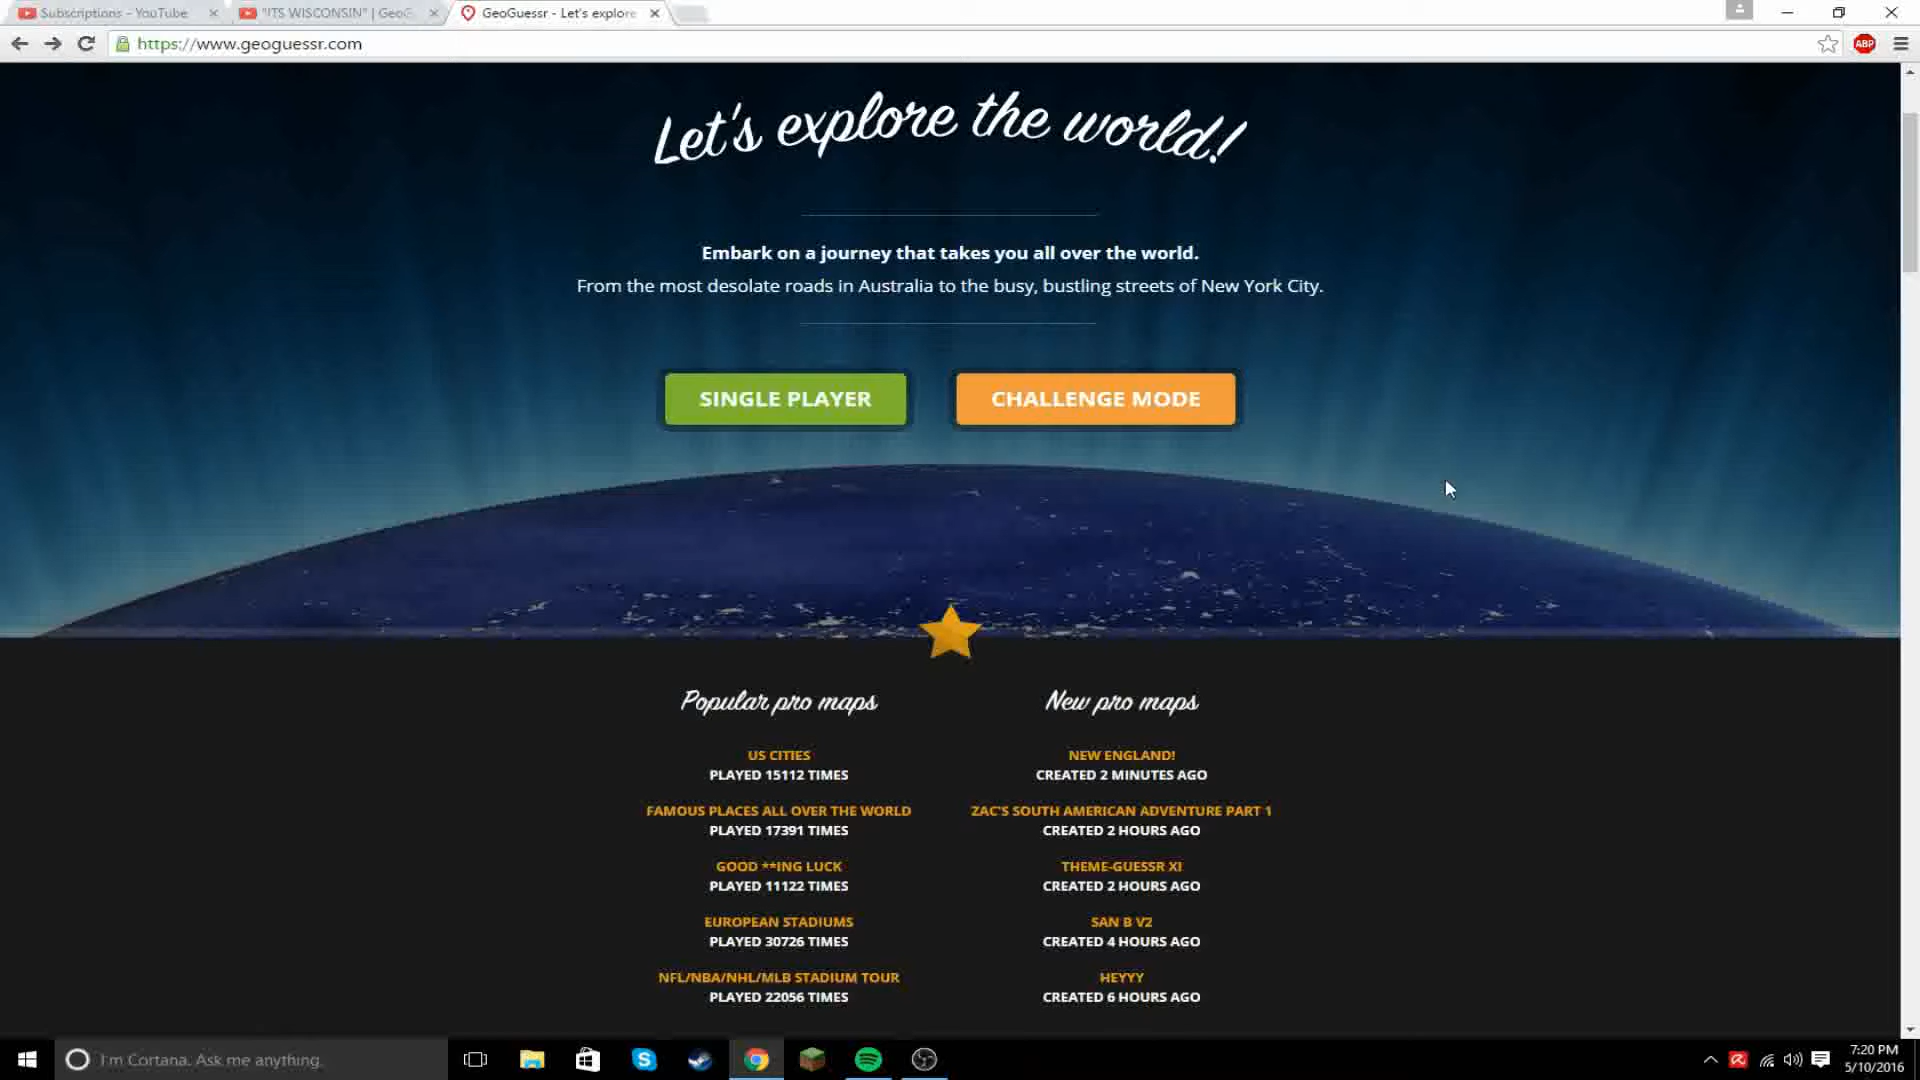 Subscriptions - YouTube
"ITS WISCONSIN" | GeoG
GeoGuessr - Let's explore
https://www.geoguessr.com
ABP
Let's explore the world!
Embark on a journey that takes you all over the world.
From the most desolate roads in Australia to the busy, bustling streets of New York City.
SINGLE PLAYER
CHALLENGE MODE
Popular pro maps
US CITIES
PLAYED 15112 TIMES
FAMOUS PLACES ALL OVER THE WORLD
PLAYED 17391 TIMES
GOOD **ING LUCK
PLAYED 11122 TIMES
EUROPEAN STADIUMS
PLAYED 30726 TIMES
NFL/NBA/NHL/MLB STADIUM TOUR
PLAYED 22056 TIMES
New pro maps
NEW ENGLAND!
CREATED 2 MINUTES AGO
ZAC'S SOUTH AMERICAN ADVENTURE PART 1
CREATED 2 HOURS AGO
THEME-GUESSR XI
CREATED 2 HOURS AGO
SAN B V2
CREATED 4 HOURS AGO
HEYYY
CREATED 6 HOURS AGO
I'm Cortana. Ask me anything.
7:20 PM
5/10/2016